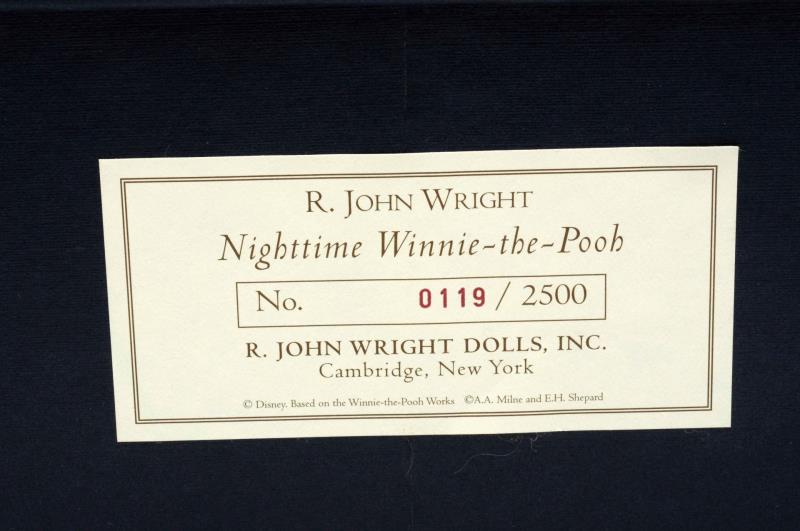 R. JOHN WRIGHT
Nighttime Winnie-the-Pooh
No. 0119 / 2500
R. JOHN WRIGHT DOLLS, INC.
Cambridge, New York
© Disney. Based on the Winnie-the-Pooh Works ©A.A. Milne and E.H. Shepard